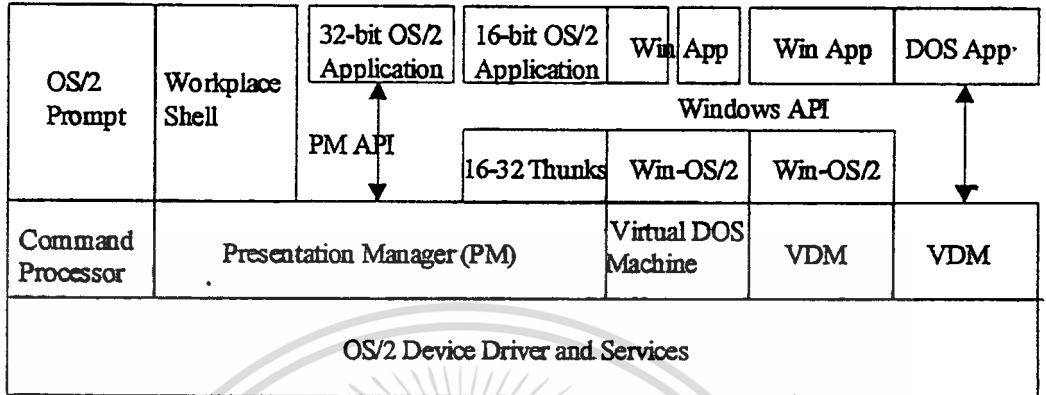 OS/2
Prompt
Workplace
Shell
32-bit OS/2
Application
16-bit OS/2
Application
Win App
Win App
DOS App
Windows API
PM API
16-32 Thunks
Win-OS/2
Win-OS/2
Command
Processor
Presentation Manager (PM)
Virtual DOS
Machine
VDM
VDM
OS/2 Device Driver and Services